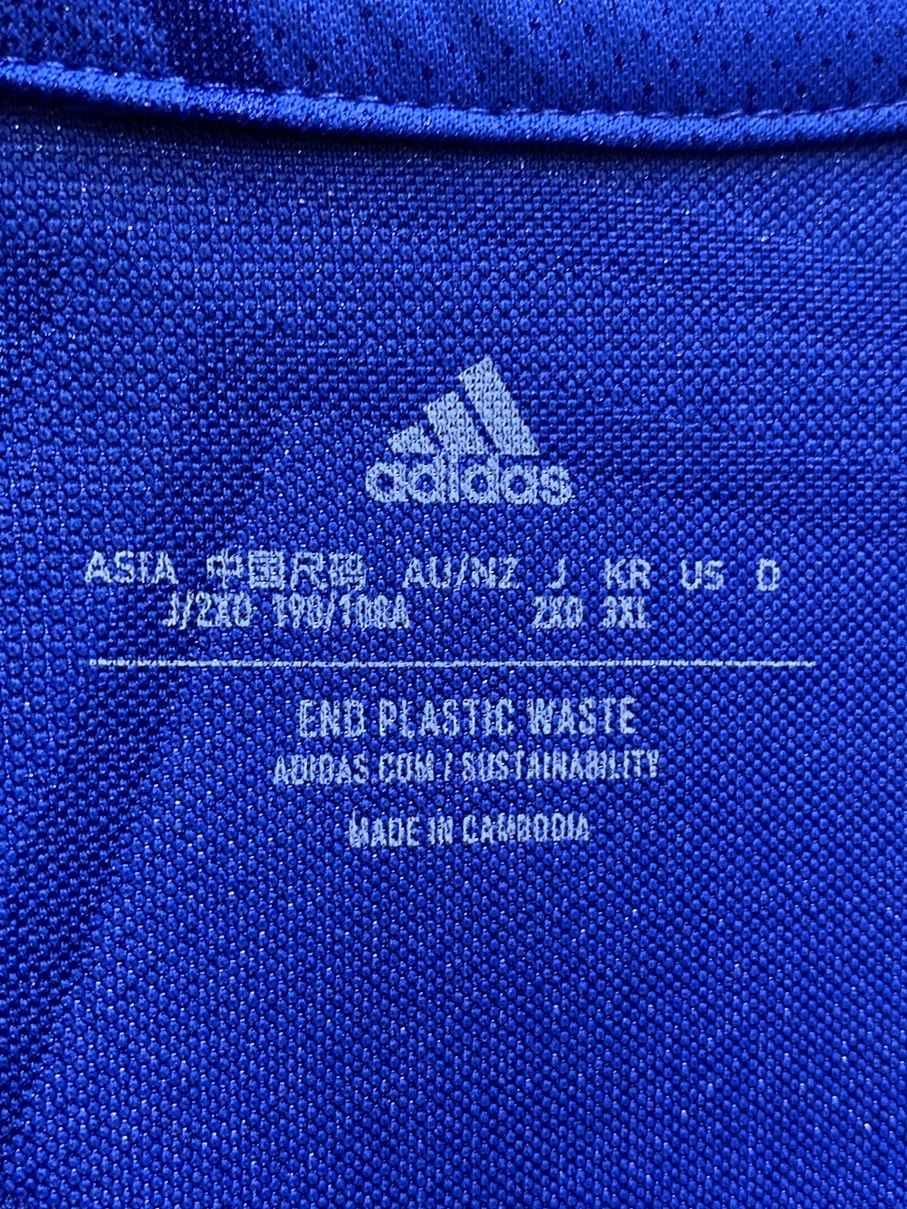 adidas
ASIA 中国尺码 AU/NZ J KR US D
J/2XO 190/108A 2XO 3XL
END PLASTIC WASTE
ADIDAS.COM / SUSTAINABILITY
MADE IN CAMBODIA